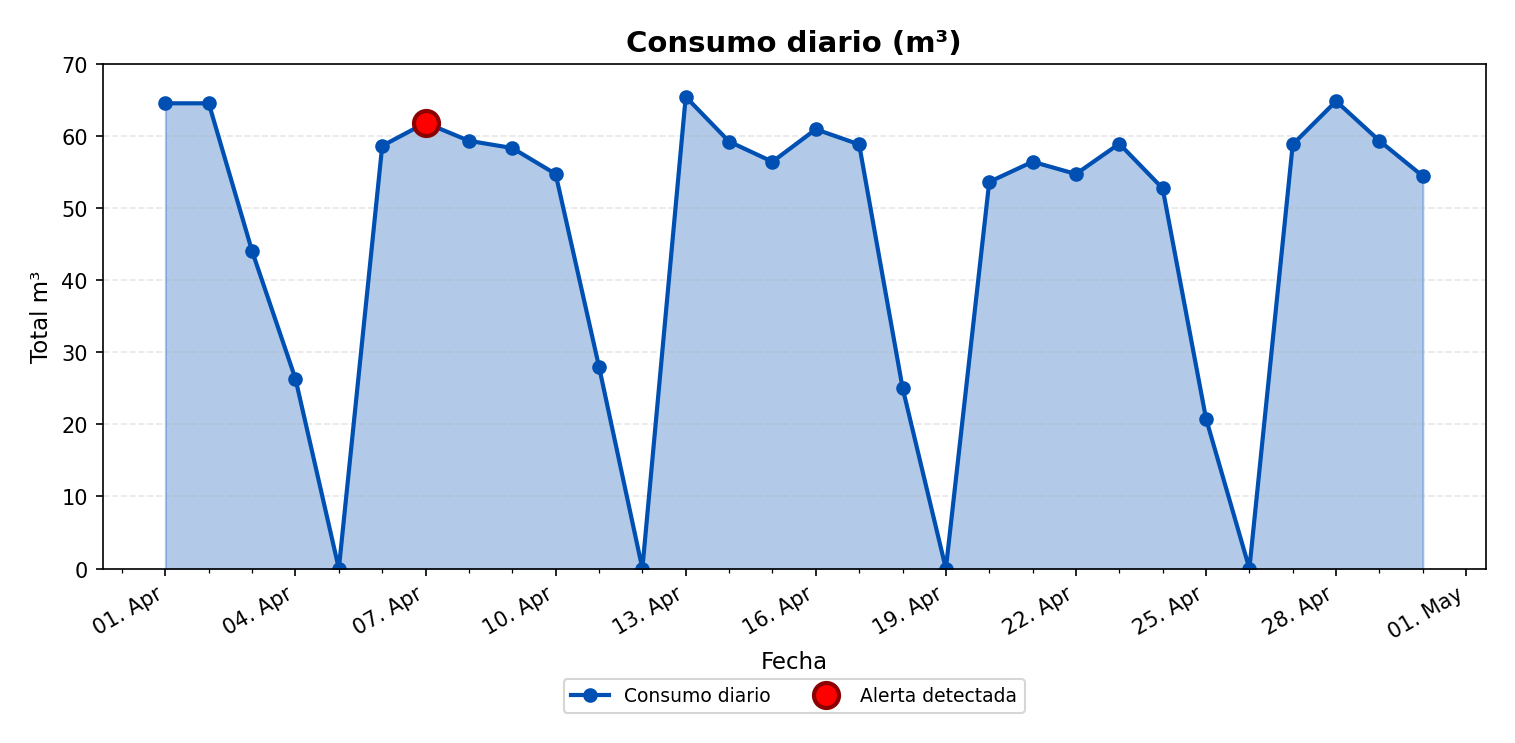 Consumo diario (m³)
Total m³
70
60
50
40
30
20
10
0
01. Apr
04. Apr
07. Apr
10. Apr
13. Apr
16. Apr
19. Apr
22. Apr
25. Apr
28. Apr
01. May
Fecha
Consumo diario
Alerta detectada